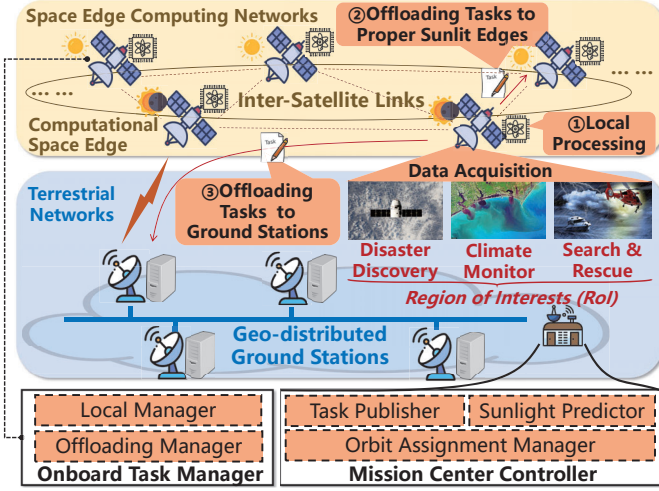 Space Edge Computing Networks
②Offloading Tasks to
Proper Sunlit Edges
Task
... ...
... ...
Inter-Satellite Links
Computational
Space Edge
①Local
Processing
Task
Data Acquisition
Terrestrial
Networks
③Offloading
Tasks to
Ground Stations
Disaster
Discovery
Climate
Monitor
Search &
Rescue
Region of Interests (RoI)
Geo-distributed
Ground Stations
Local Manager
Offloading Manager
Onboard Task Manager
Task Publisher
Sunlight Predictor
Orbit Assignment Manager
Mission Center Controller